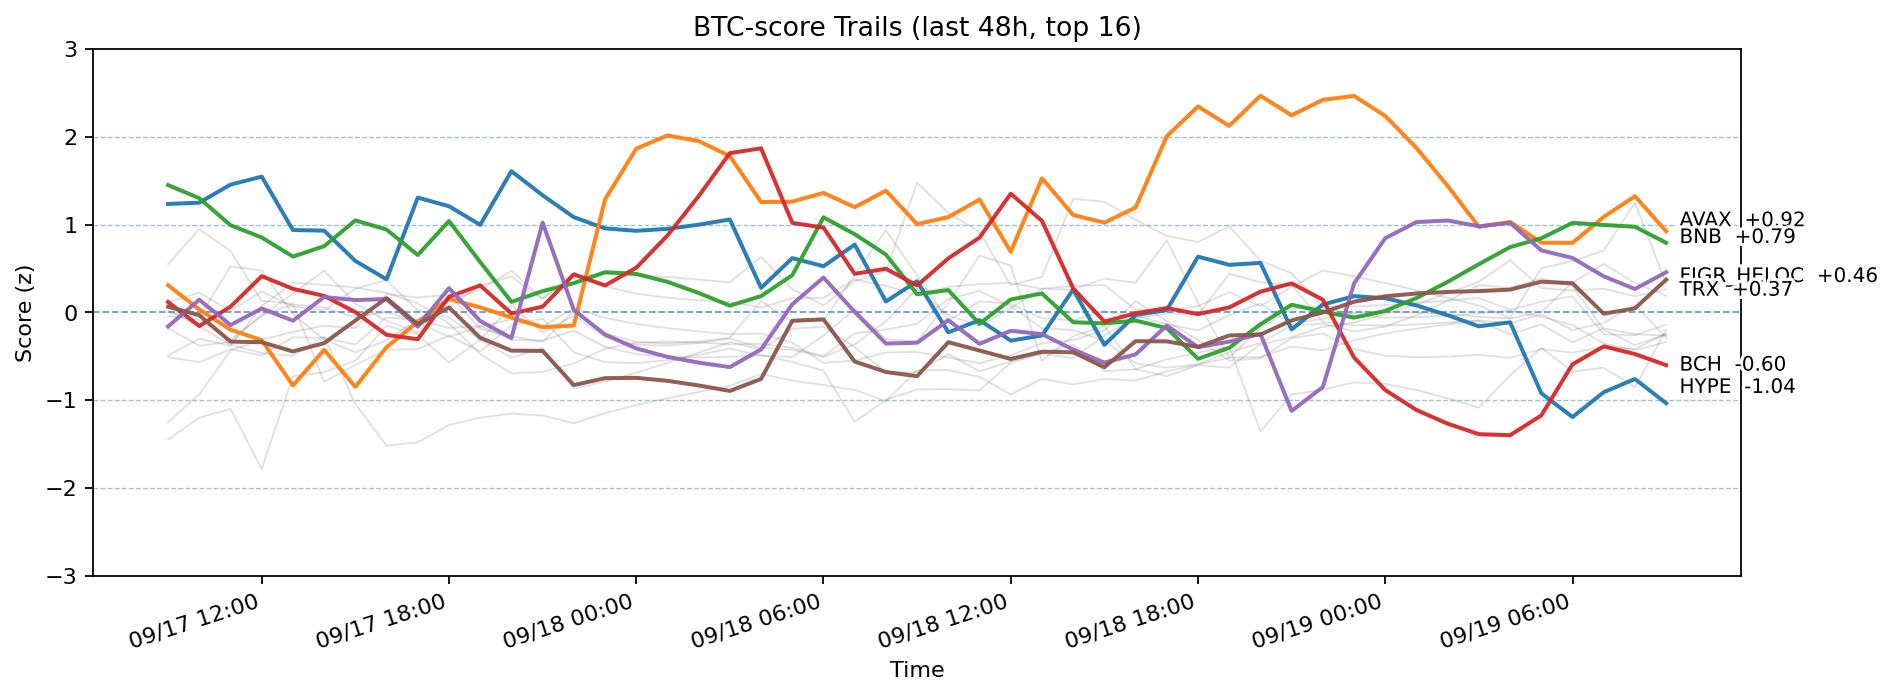 BTC-score Trails (last 48h, top 16)
Score (z)
3
2
1
0
−1
−2
−3
AVAX +0.92
BNB +0.79
FIGR_HELOC +0.46
TRX +0.37
BCH -0.60
HYPE -1.04
09/17 12:00
09/17 18:00
09/18 00:00
09/18 06:00
09/18 12:00
09/18 18:00
09/19 00:00
09/19 06:00
Time